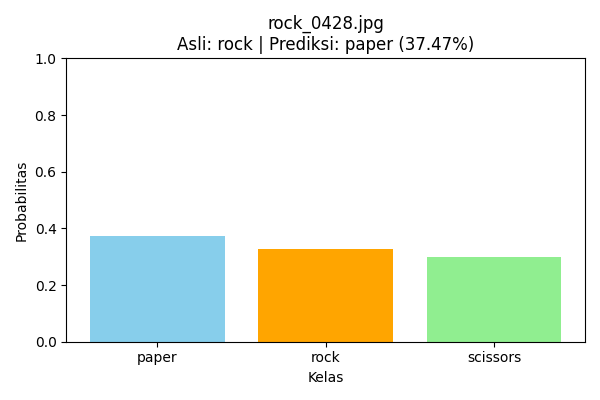 rock_0428.jpg
Asli: rock | Prediksi: paper (37.47%)
1.0
0.8
0.6
0.4
0.2
0.0
Probabilitas
paper rock scissors
Kelas